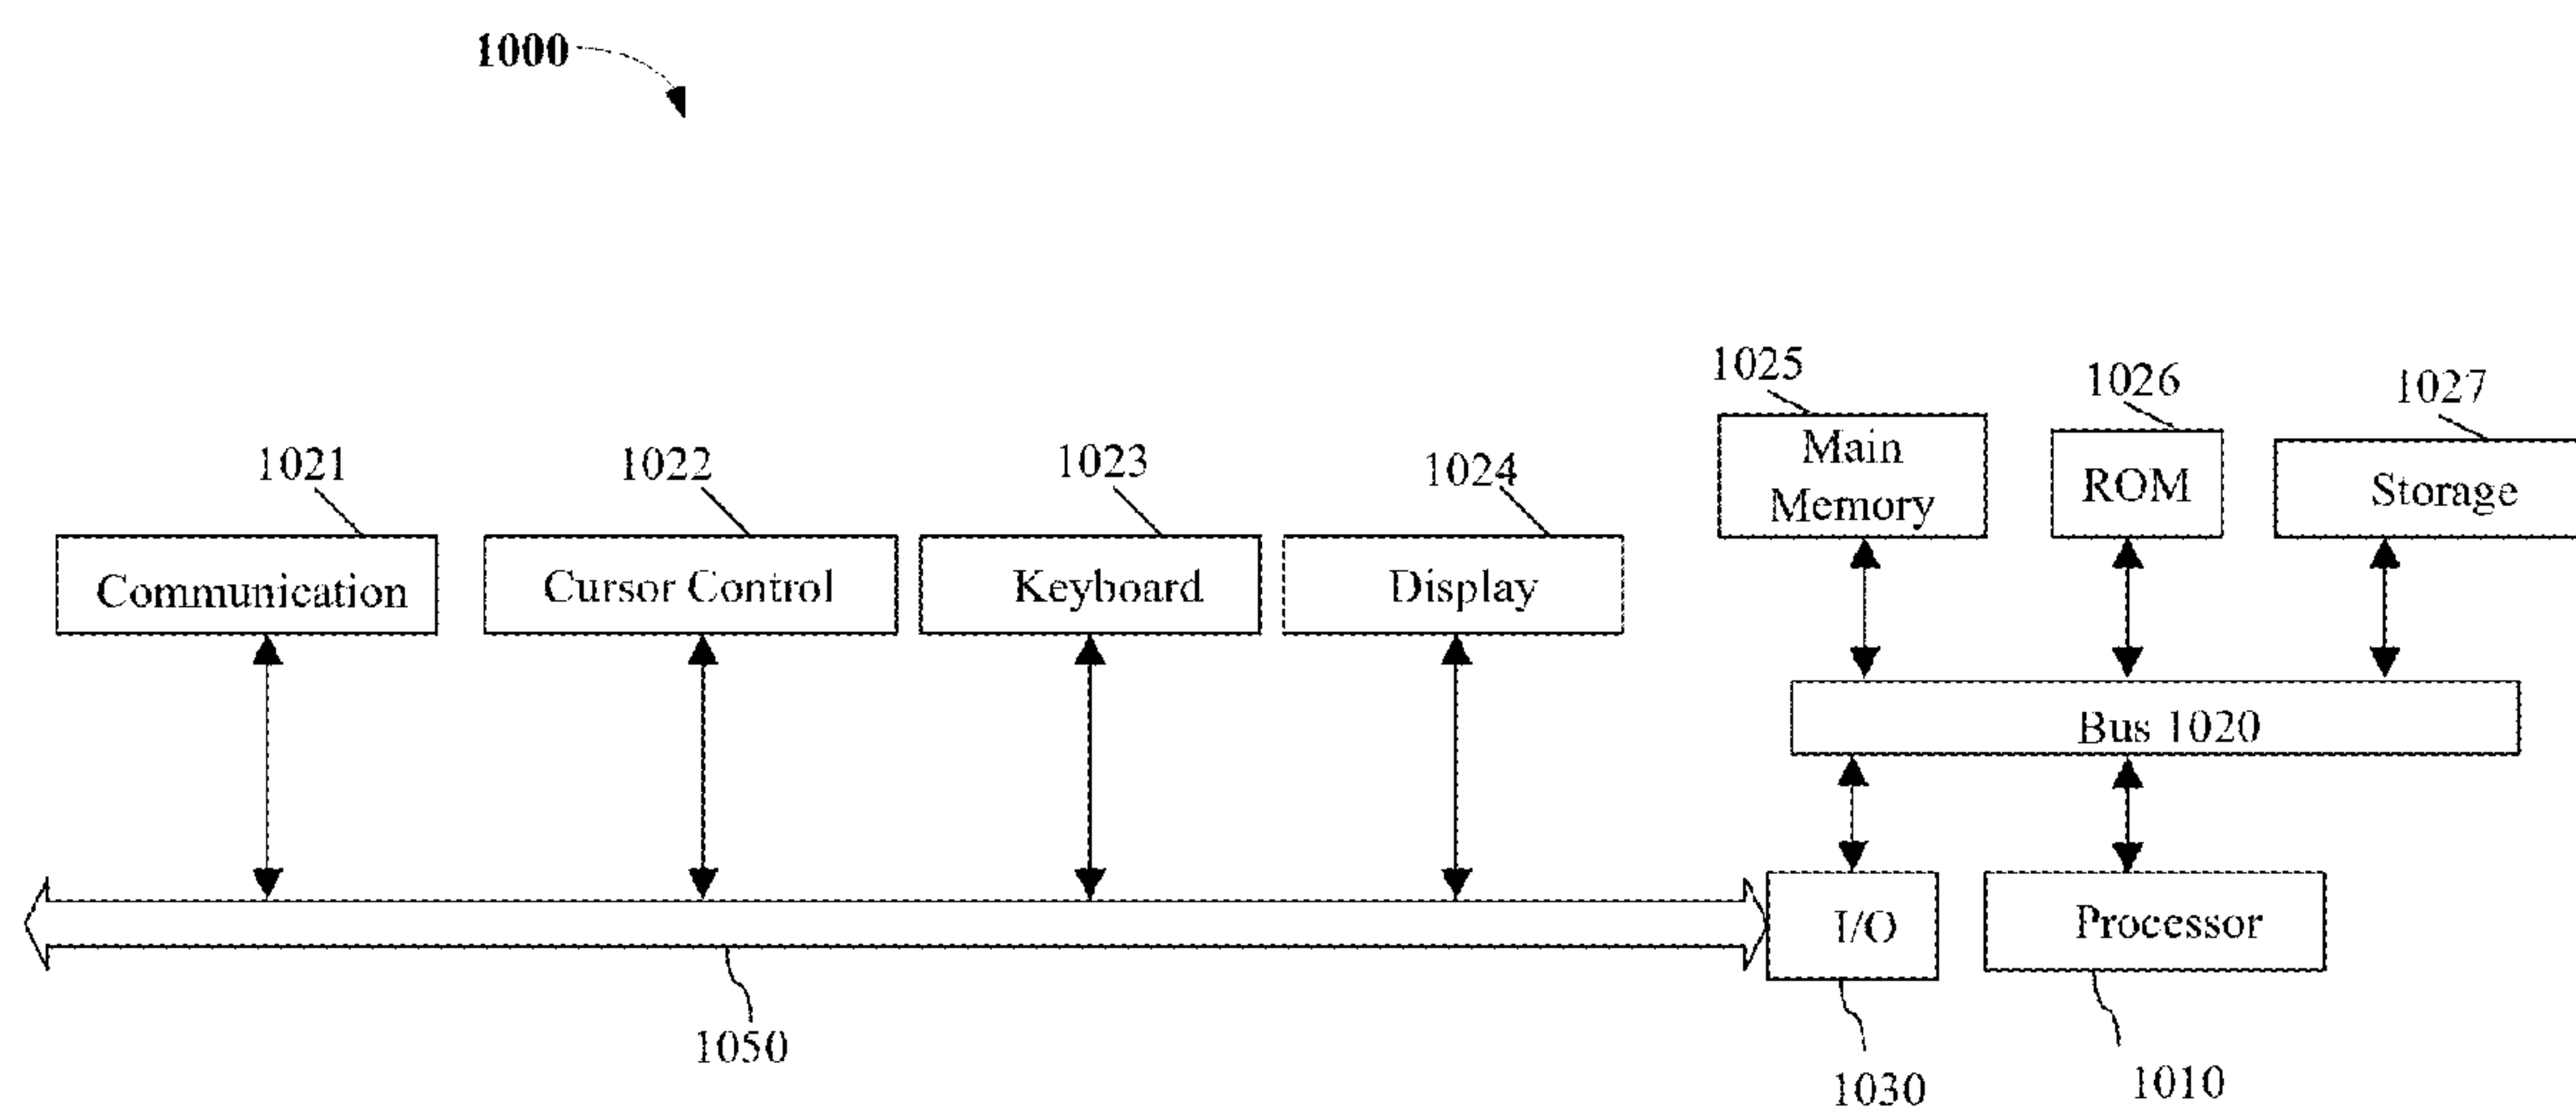 1000
1025
1026
1027
Main
Memory
ROM
Storage
1021
1022
1023
1024
Communication
Cursor Control
Keyboard
Display
Bus 1020
I/O
Processor
1050
1030
1010